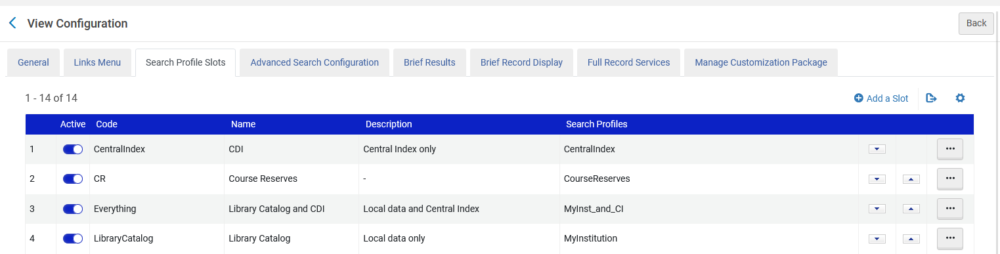 View Configuration
Back
General Links Menu Search Profile Slots Advanced Search Configuration Brief Results Brief Record Display Full Record Services Manage Customization Package
1 - 14 of 14
Add a Slot
Active Code Name Description Search Profiles
1 CentralIndex CDI Central Index only CentralIndex
2 CR Course Reserves - CourseReserves
3 Everything Library Catalog and CDI Local data and Central Index MyInst_and_CI
4 LibraryCatalog Library Catalog Local data only MyInstitution